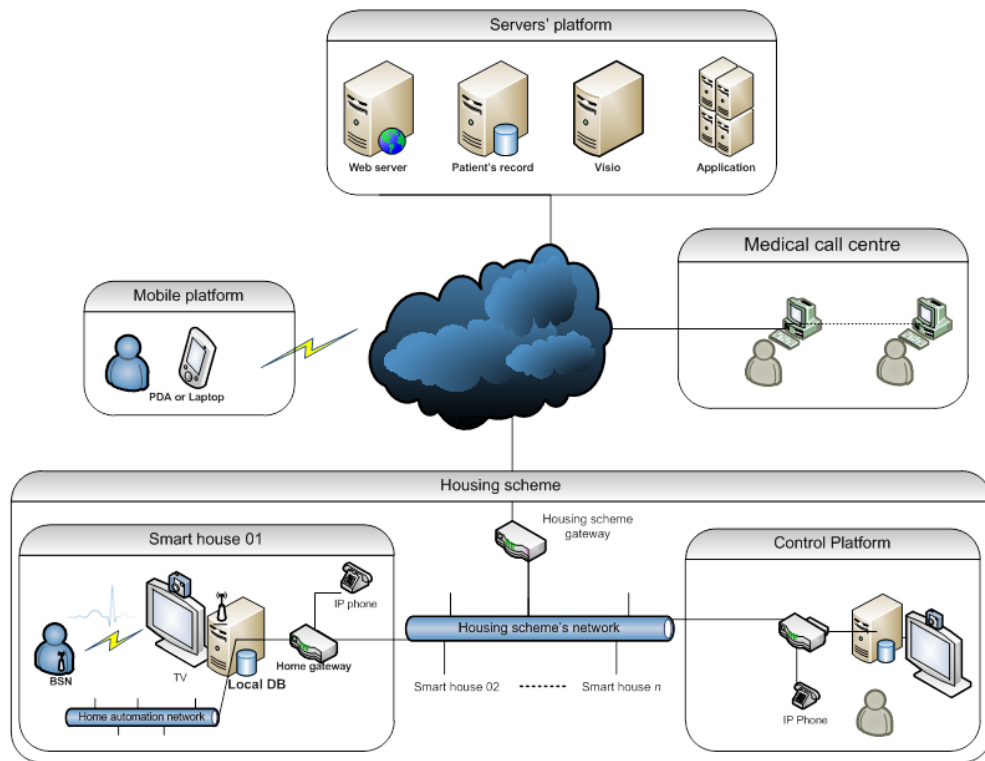 Servers' platform
Web server
Patient's record
Visio
Application
Medical call centre
Mobile platform
PDA or Laptop
Housing scheme
Housing scheme
gateway
Smart house 01
Control Platform
IP phone
Housing scheme's network
Home gateway
BSN
TV
Local DB
Smart house 02
Smart house n
IP Phone
Home automation network